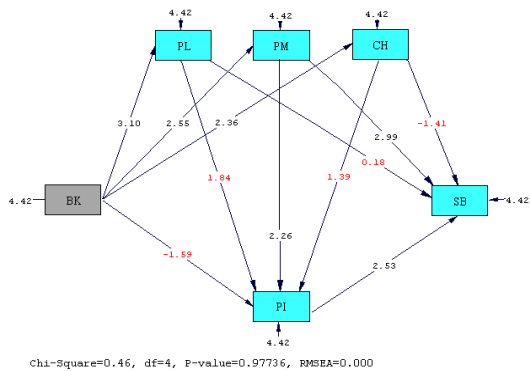 4.42 4.42 4.42
PL PM CH
3.10 2.55 2.36 2.99 -1.41
0.18
1.84 1.39
4.42 BK SB 4.42
2.26
-1.59
2.53
PI
4.42
Chi-Square=0.46, df=4, P-value=0.97736, RMSEA=0.000